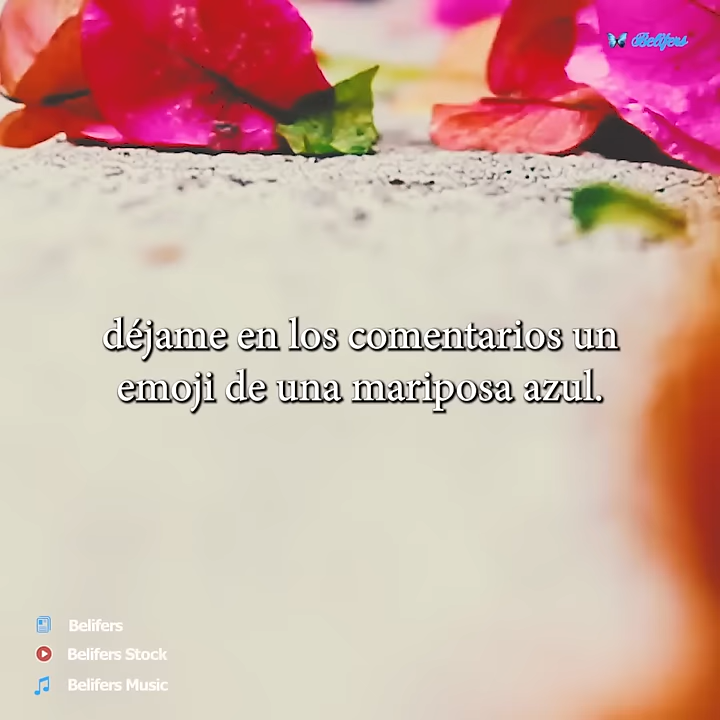 Belifers
déjame en los comentarios un
emoji de una mariposa azul.
Belifers
Belifers Stock
Belifers Music